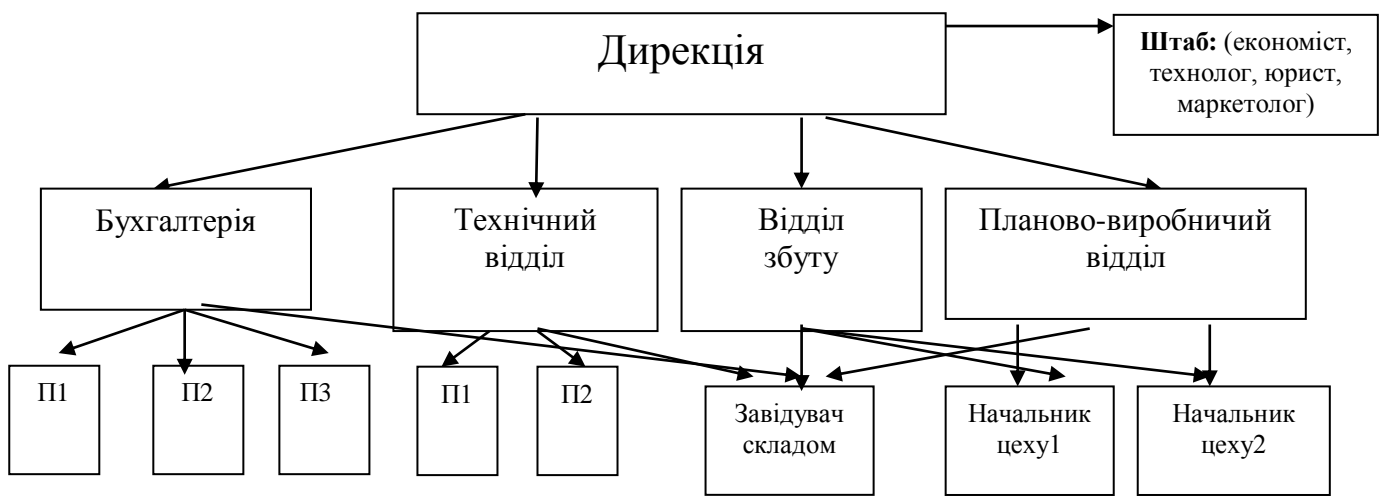 Дирекція
Штаб: (економіст,
технолог, юрист,
маркетолог)
Бухгалтерія
Технічний
відділ
Відділ
збуту
Планово-виробничий
відділ
П1
П2
П3
П1
П2
Завідувач
складом
Начальник
цеху1
Начальник
цеху2